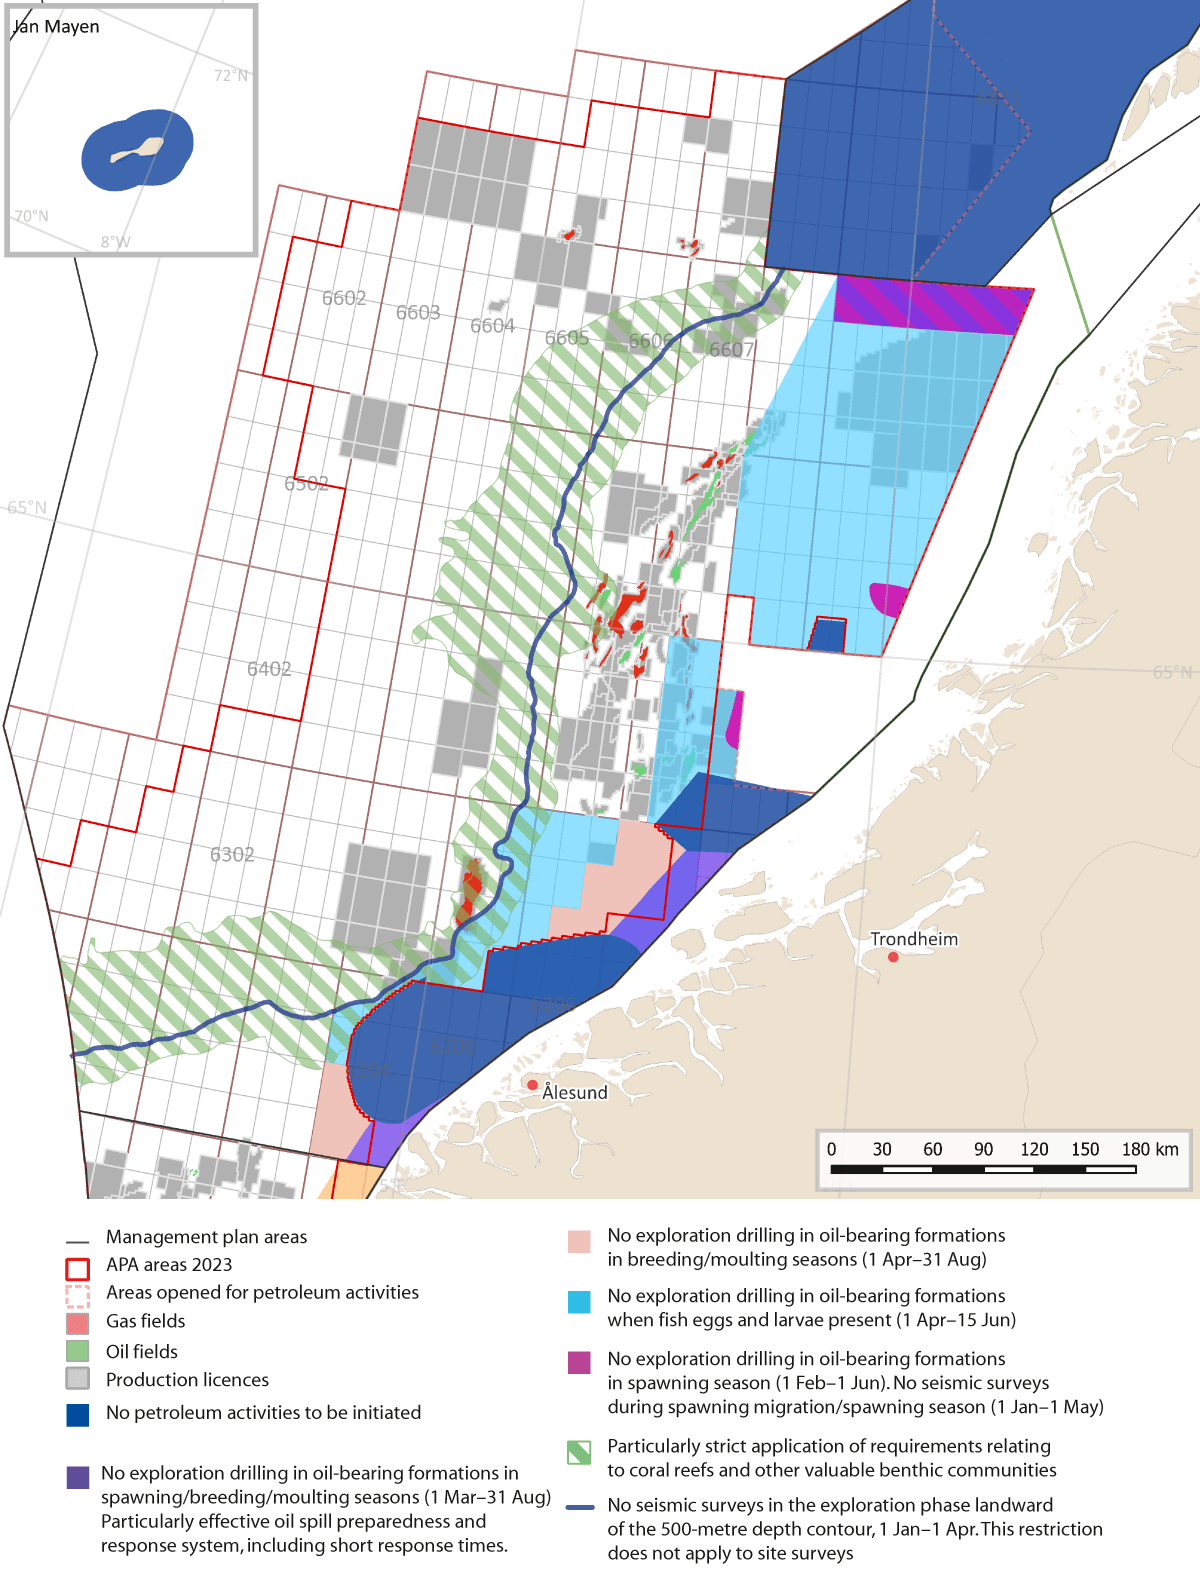 Jan Mayen
72°N
70°N
8°W
6602
6603
6604
6605
6606
6607
65°N
6502
65°N
6402
6302
Trondheim
6206
6205
Ålesund
0 30 60 90 120 150 180 km
5°E
Management plan areas
APA areas 2023
Areas opened for petroleum activities
Gas fields
Oil fields
Production licences
No petroleum activities to be initiated
No exploration drilling in oil-bearing formations in
spawning/breeding/moulting seasons (1 Mar–31 Aug)
Particularly effective oil spill preparedness and
response system, including short response times.
No exploration drilling in oil-bearing formations
in breeding/moulting seasons (1 Apr–31 Aug)
No exploration drilling in oil-bearing formations
when fish eggs and larvae present (1 Apr–15 Jun)
No exploration drilling in oil-bearing formations
in spawning season (1 Feb–1 Jun). No seismic surveys
during spawning migration/spawning season (1 Jan–1 May)
Particularly strict application of requirements relating
to coral reefs and other valuable benthic communities
No seismic surveys in the exploration phase landward
of the 500-metre depth contour, 1 Jan–1 Apr. This restriction
does not apply to site surveys